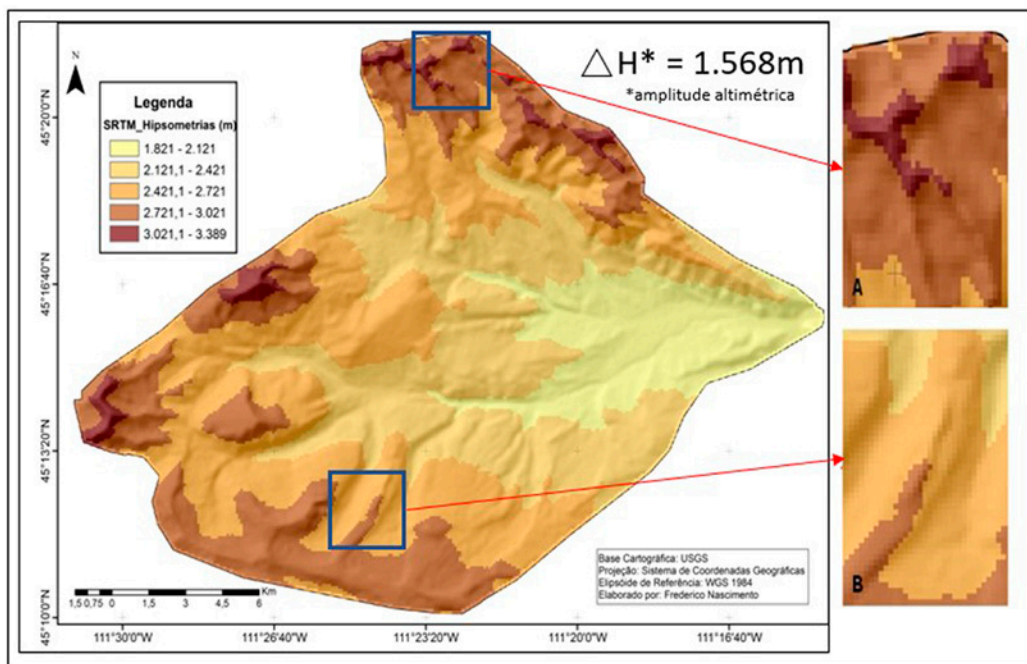 N
Legenda
SRTM_Hipsometrias (m)
1.821 - 2.121
2.121,1 - 2.421
2.421,1 - 2.721
2.721,1 - 3.021
3.021,1 - 3.389
△ H* = 1.568m
*amplitude altimétrica
45°20'0"N
45°16'40"N
45°13'20"N
45°10'0"N
A
B
Base Cartográfica: USGS
Projeção: Sistema de Coordenadas Geográficas
Elipsóide de Referência: WGS 1984
Elaborado por: Frederico Nascimento
Km
1,5 0,75 0 1,5 3 4,5 6
111°30'0"W 111°26'40"W 111°23'20"W 111°20'0"W 111°16'40"W